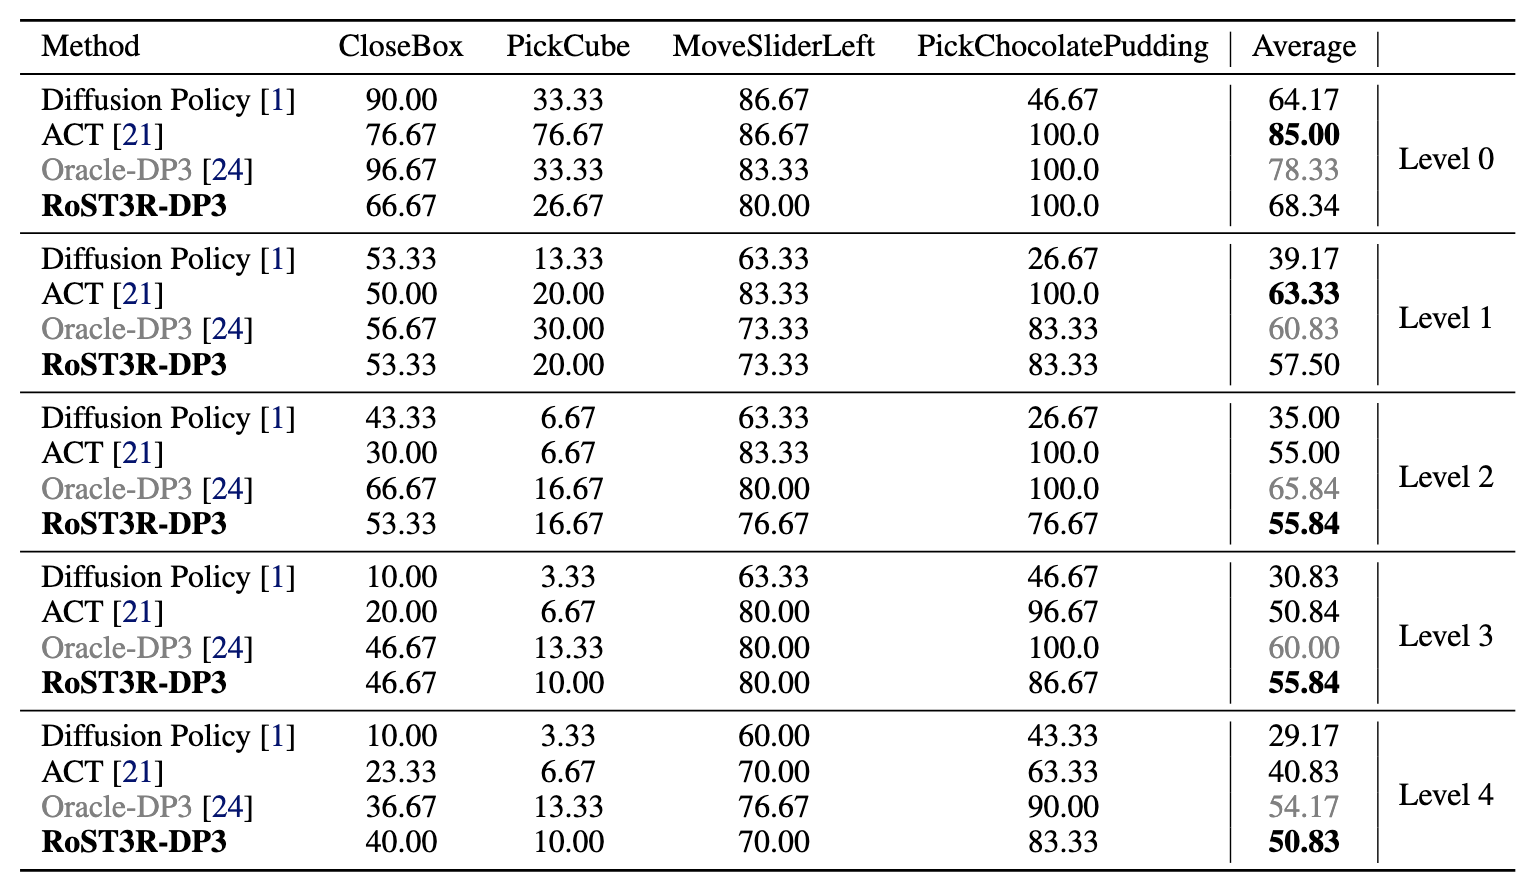 Method CloseBox PickCube MoveSliderLeft PickChocolatePudding Average
Diffusion Policy [1] 90.00 33.33 86.67 46.67 64.17
ACT [21] 76.67 76.67 86.67 100.0 85.00
Oracle-DP3 [24] 96.67 33.33 83.33 100.0 78.33
RoST3R-DP3 66.67 26.67 80.00 100.0 68.34
Level 0
Diffusion Policy [1] 53.33 13.33 63.33 26.67 39.17
ACT [21] 50.00 20.00 83.33 100.0 63.33
Oracle-DP3 [24] 56.67 30.00 73.33 83.33 60.83
RoST3R-DP3 53.33 20.00 73.33 83.33 57.50
Level 1
Diffusion Policy [1] 43.33 6.67 63.33 26.67 35.00
ACT [21] 30.00 6.67 83.33 100.0 55.00
Oracle-DP3 [24] 66.67 16.67 80.00 100.0 65.84
RoST3R-DP3 53.33 16.67 76.67 76.67 55.84
Level 2
Diffusion Policy [1] 10.00 3.33 63.33 46.67 30.83
ACT [21] 20.00 6.67 80.00 96.67 50.84
Oracle-DP3 [24] 46.67 13.33 80.00 100.0 60.00
RoST3R-DP3 46.67 10.00 80.00 86.67 55.84
Level 3
Diffusion Policy [1] 10.00 3.33 60.00 43.33 29.17
ACT [21] 23.33 6.67 70.00 63.33 40.83
Oracle-DP3 [24] 36.67 13.33 76.67 90.00 54.17
RoST3R-DP3 40.00 10.00 70.00 83.33 50.83
Level 4